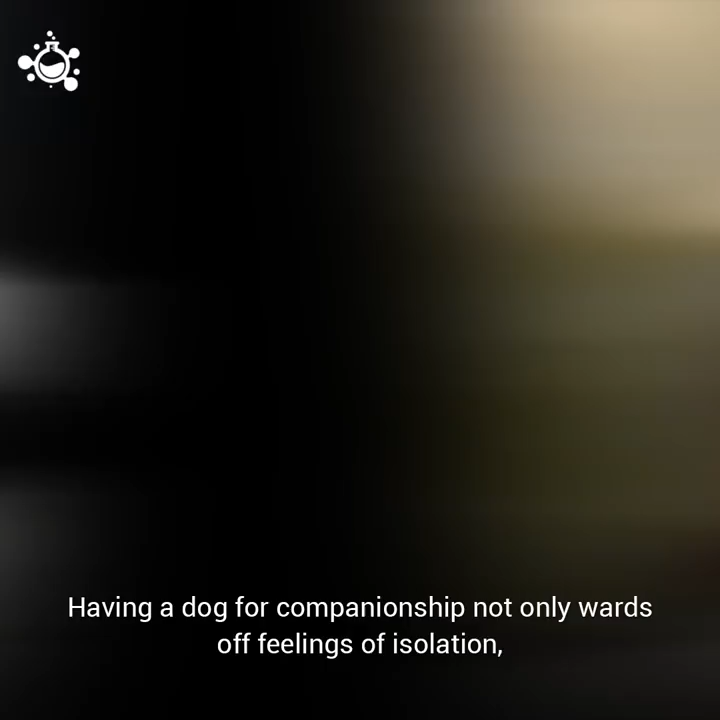 Having a dog for companionship not only wards
off feelings of isolation,